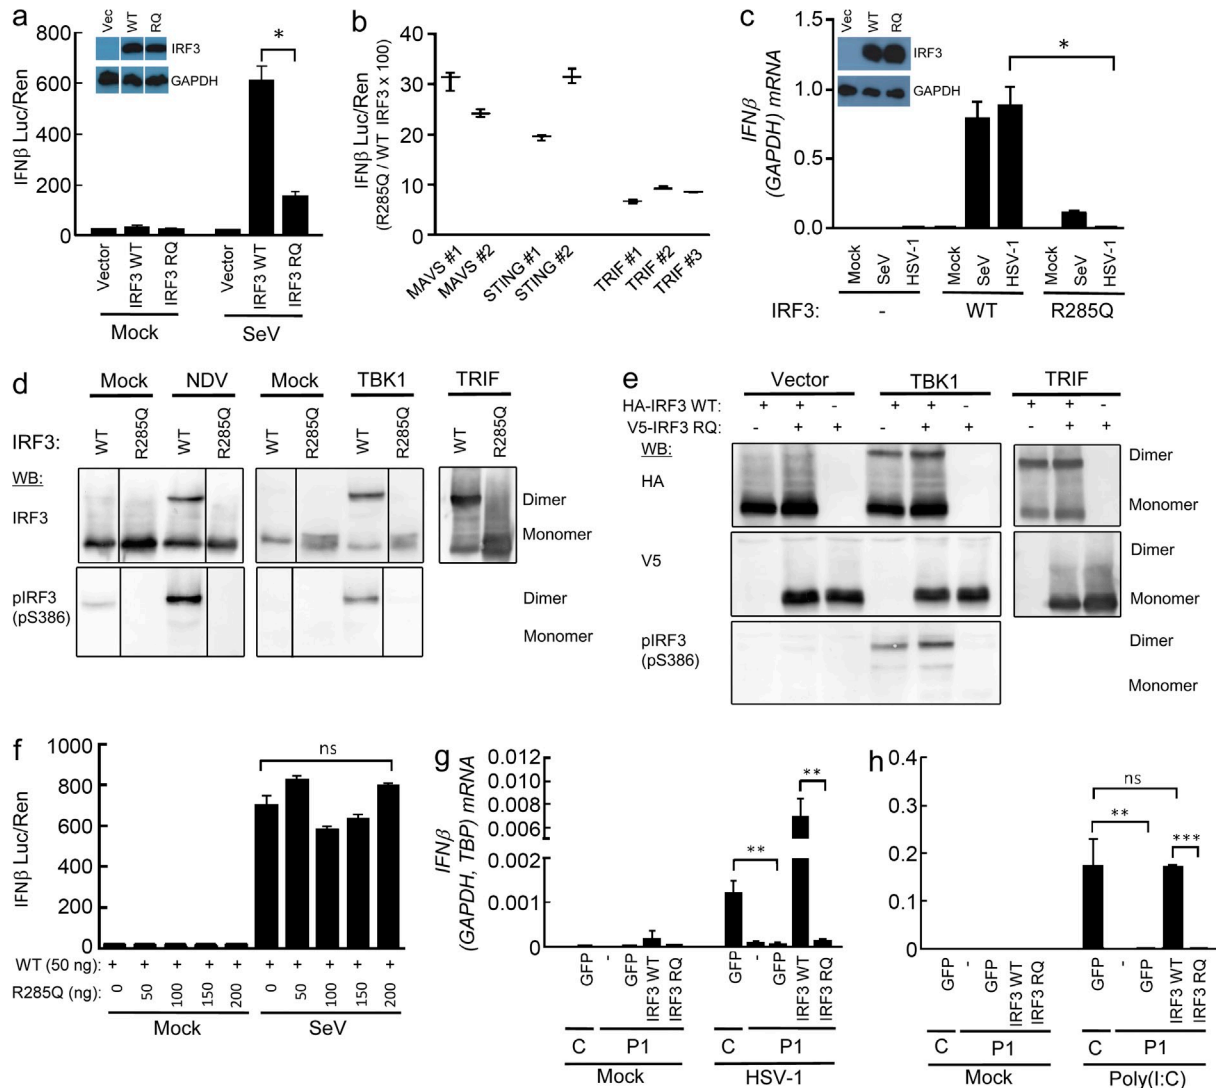 a
Vec
WT
RQ
IRF3
GAPDH
IFNβ Luc/Ren
800
600
400
200
0
*
Vector
IRF3 WT
IRF3 RQ
Vector
IRF3 WT
IRF3 RQ
Mock
SeV
b
IFNβ Luc/Ren
(R285Q / WT IRF3 x 100)
40
30
20
10
0
MAVS #1
MAVS #2
STING #1
STING #2
TRIF #1
TRIF #2
TRIF #3
c
Vec
WT
RQ
IRF3
GAPDH
IFNβ
(GAPDH) mRNA
1.5
1.0
0.5
0.0
*
Mock
SeV
HSV-1
Mock
SeV
HSV-1
Mock
SeV
HSV-1
IRF3: - WT R285Q
d
Mock NDV Mock TBK1 TRIF
IRF3: WT R285Q WT R285Q WT R285Q WT R285Q WT R285Q
WB:
IRF3
Dimer
Monomer
pIRF3
(pS386)
Dimer
Monomer
e
Vector TBK1 TRIF
HA-IRF3 WT: + + - + + - + + -
V5-IRF3 RQ: - + + - + + - + +
WB:
HA
Dimer
Monomer
V5
Dimer
Monomer
pIRF3
(pS386)
Dimer
Monomer
f
IFNβ Luc/Ren
1000
800
600
400
200
0
ns
WT (50 ng): + + + + + + + + + +
R285Q (ng): 0 50 100 150 200 0 50 100 150 200
Mock SeV
g
IFNβ
(GAPDH, TBP) mRNA
0.012
0.010
0.008
0.006
0.002
0.001
0
**
**
GFP - GFP IRF3 WT IRF3 RQ GFP - GFP IRF3 WT IRF3 RQ
C P1 C P1
Mock HSV-1
h
0.4
0.3
0.2
0.1
0
ns
**
***
GFP - GFP IRF3 WT IRF3 RQ GFP - GFP IRF3 WT IRF3 RQ
C P1 C P1
Mock Poly(I:C)